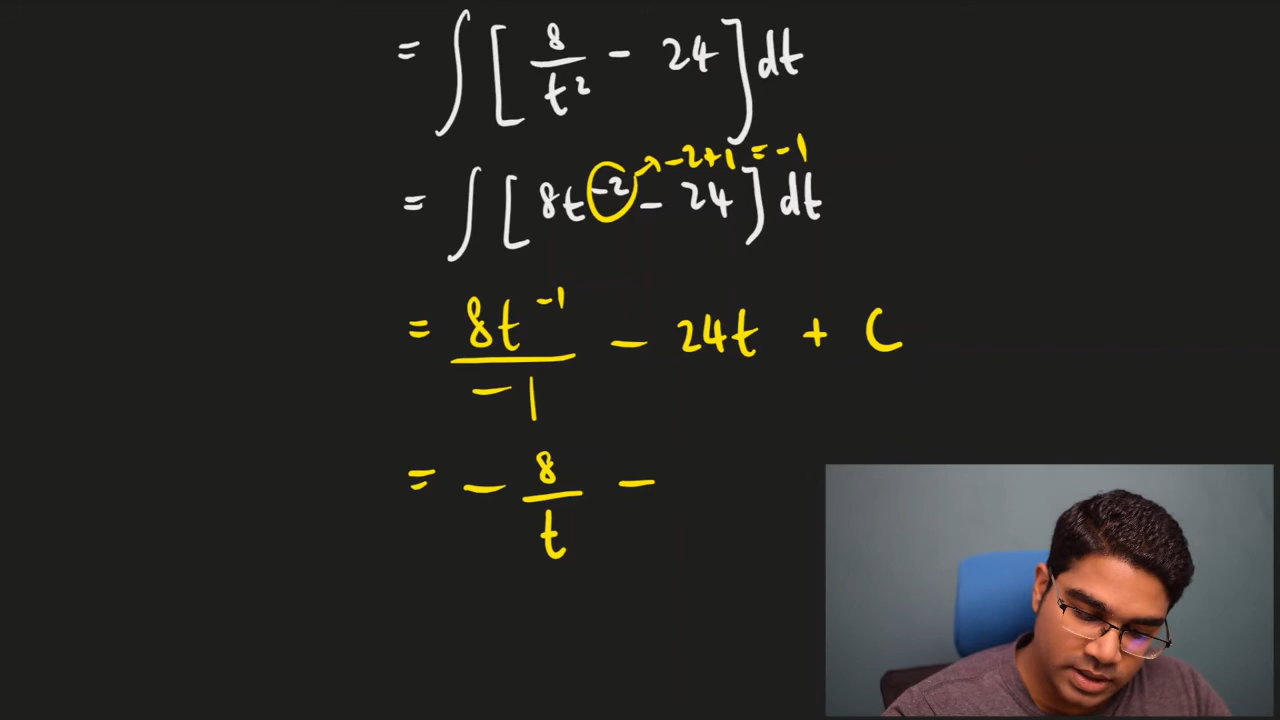 = ∫ [ 8/t² - 24 ] dt
-2+1 = -1
= ∫ [ 8t⁻² - 24 ] dt
= 8t⁻¹/-1 - 24t + C
= - 8/t -